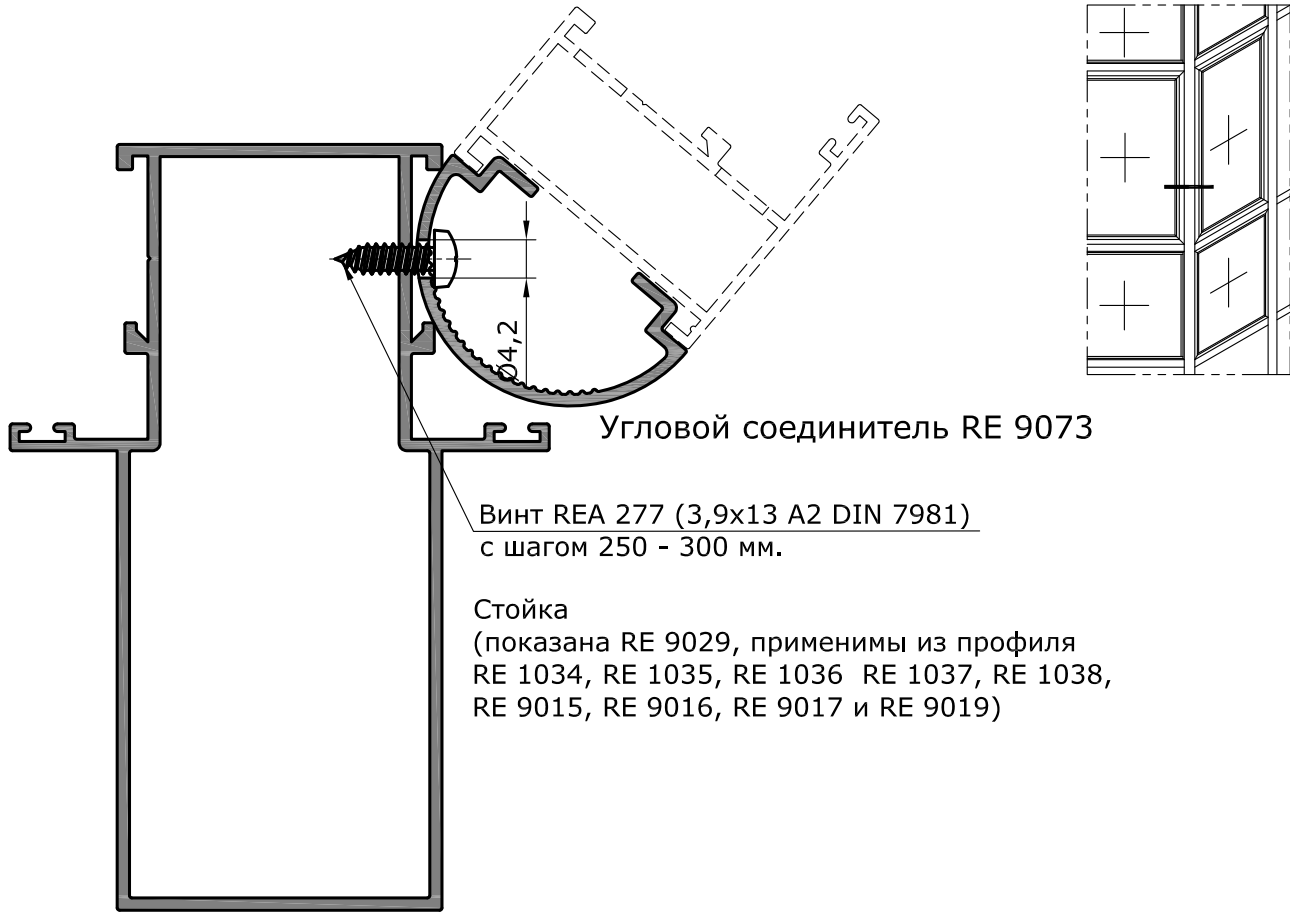 Ø4,2
Угловой соединитель RE 9073
Винт REA 277 (3,9x13 A2 DIN 7981)
с шагом 250 - 300 мм.
Стойка
(показана RE 9029, применимы из профиля
RE 1034, RE 1035, RE 1036  RE 1037, RE 1038,
RE 9015, RE 9016, RE 9017 и RE 9019)